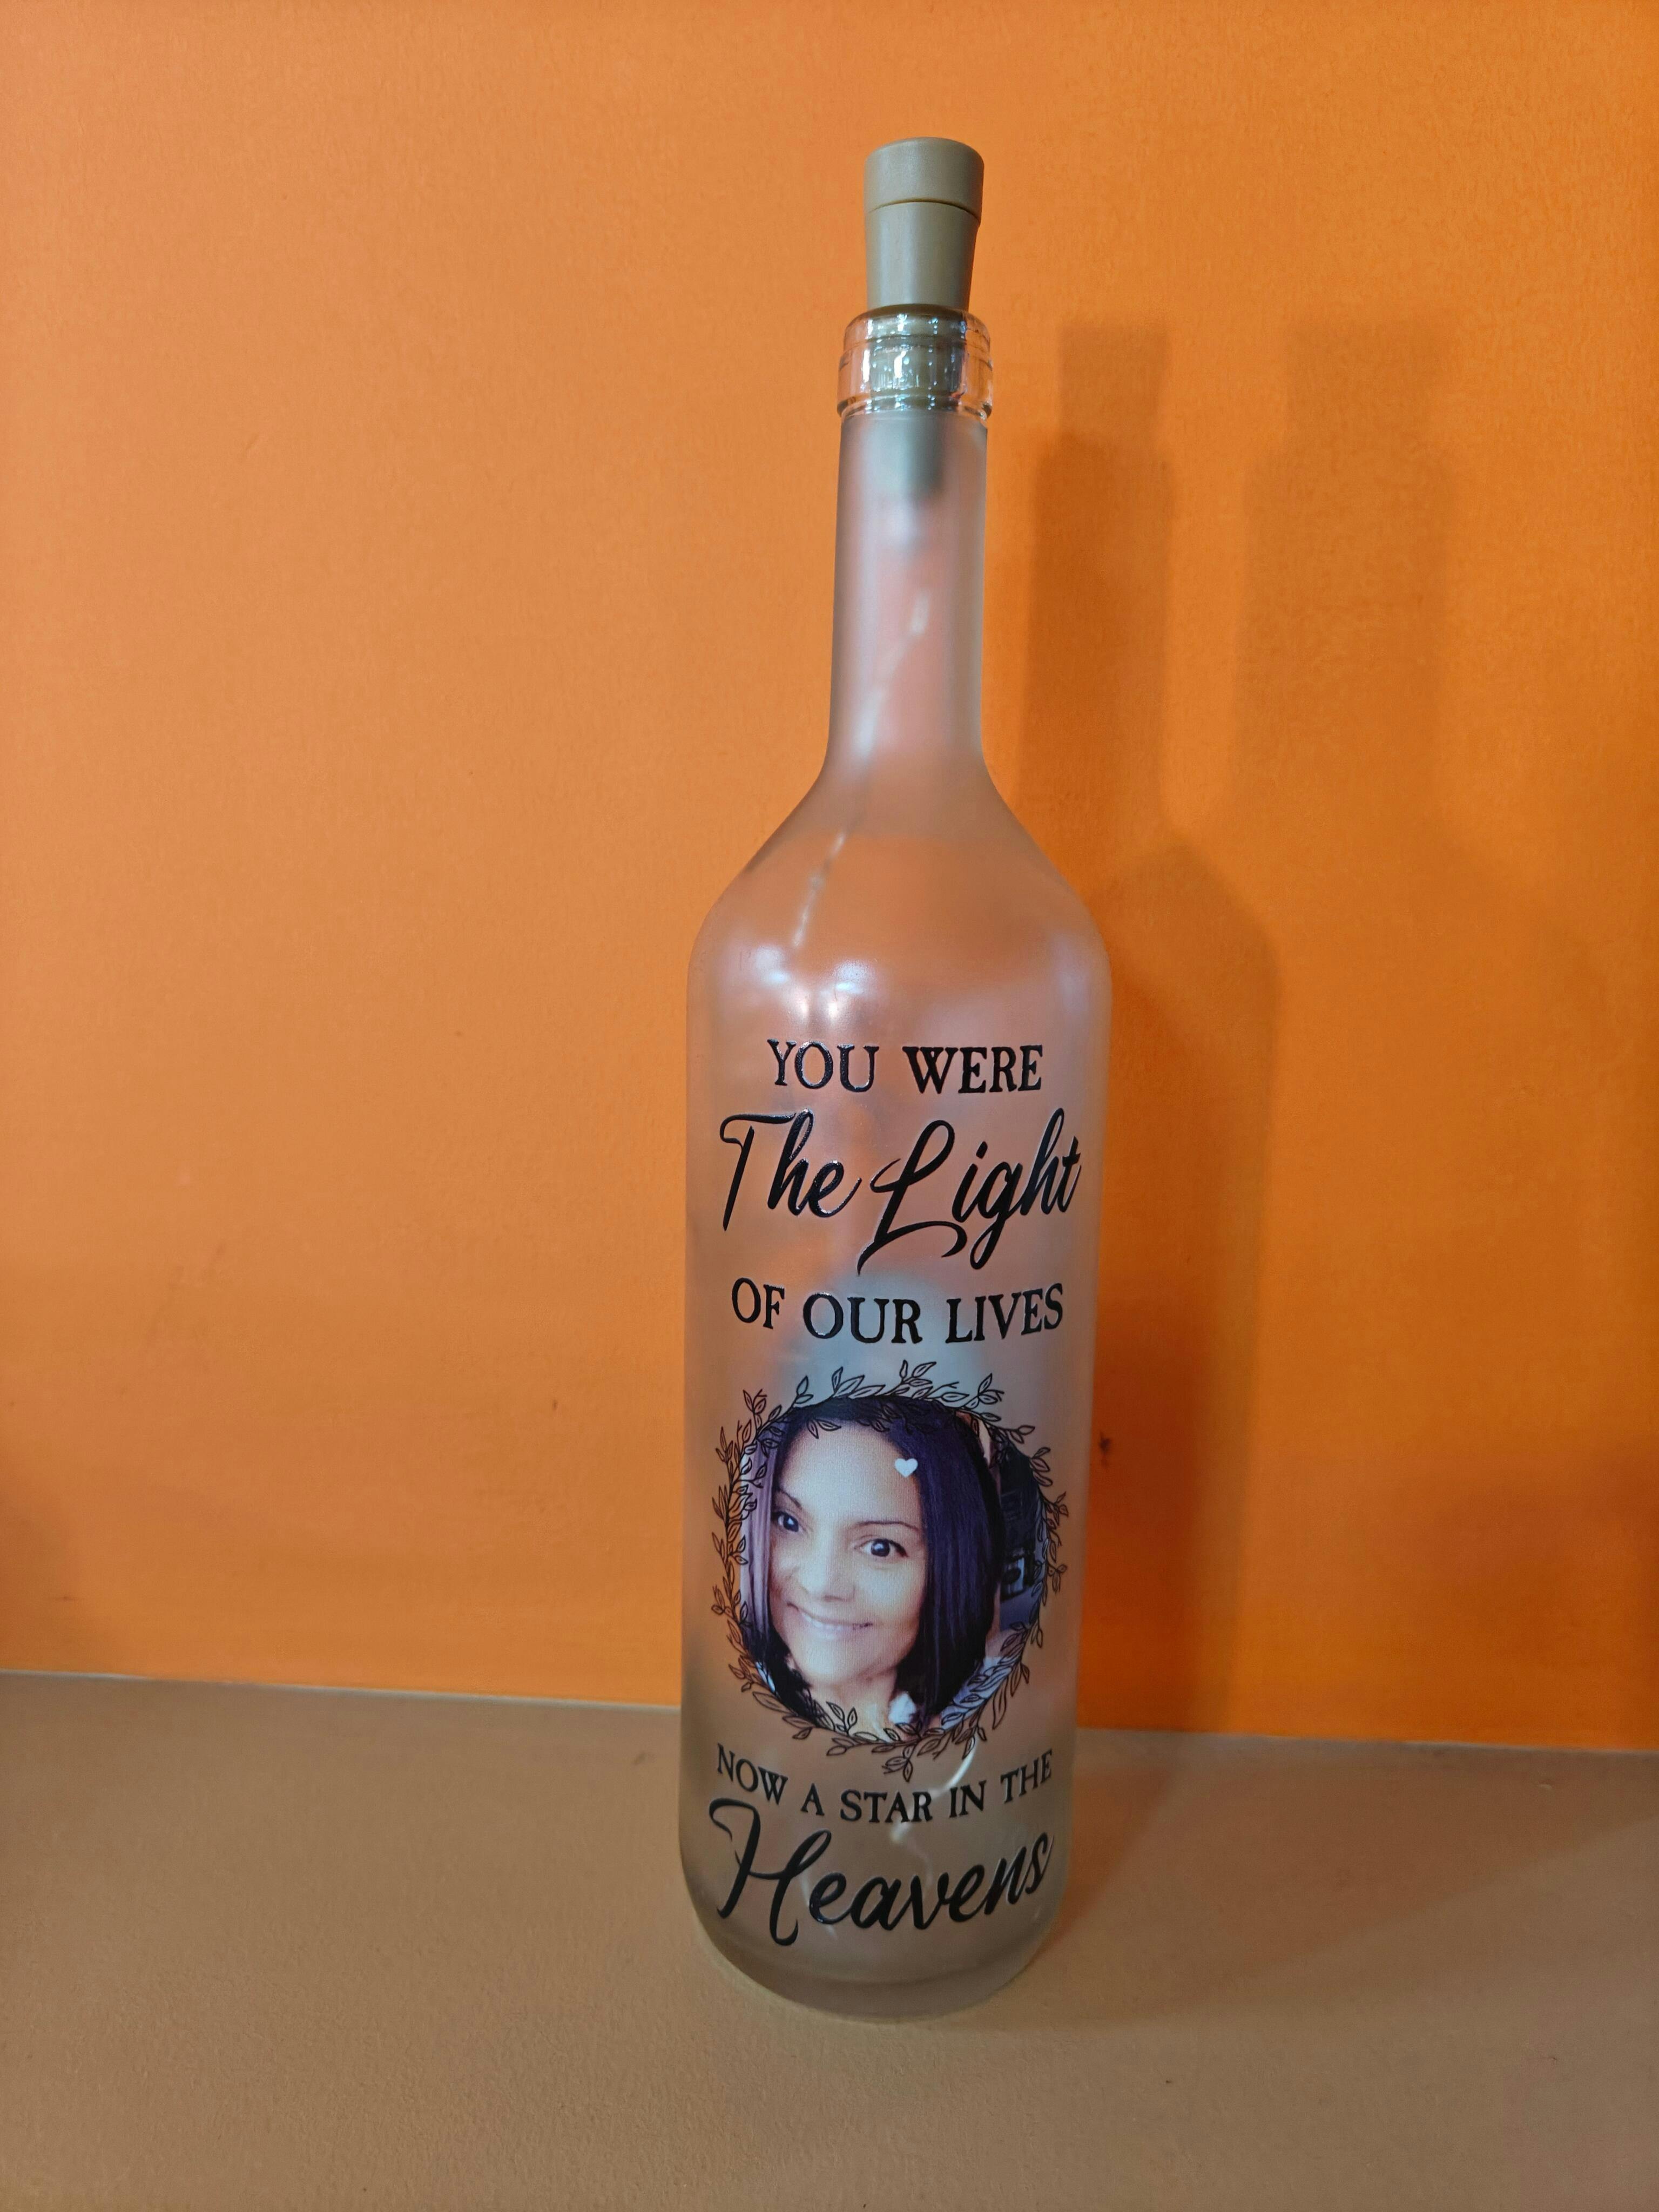 YOU WERE
The Light
OF OUR LIVES
NOW A STAR IN THE
Heavens